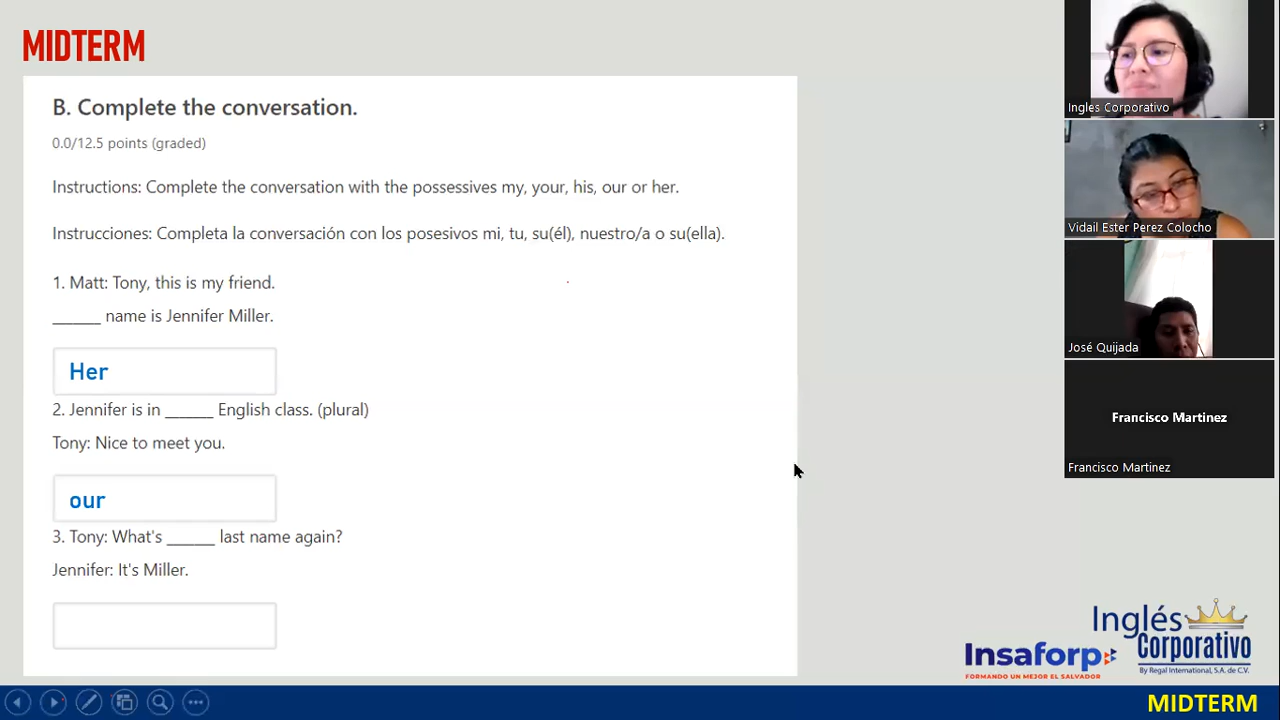 MIDTERM
B. Complete the conversation.
0.0/12.5 points (graded)
Instructions: Complete the conversation with the possessives my, your, his, our or her.
Instrucciones: Completa la conversación con los posesivos mi, tu, su(él), nuestro/a o su(ella).
1. Matt: Tony, this is my friend.
______ name is Jennifer Miller.
Her
2. Jennifer is in ______ English class. (plural)
Tony: Nice to meet you.
our
3. Tony: What's ______ last name again?
Jennifer: It's Miller.
Ingles Corporativo
Vidail Ester Perez Colocho
José Quijada
Francisco Martinez
Francisco Martinez
Insaforp
FORMANDO UN MEJOR EL SALVADOR
Inglés
Corporativo
By Regal International, S.A. de C.V.
MIDTERM